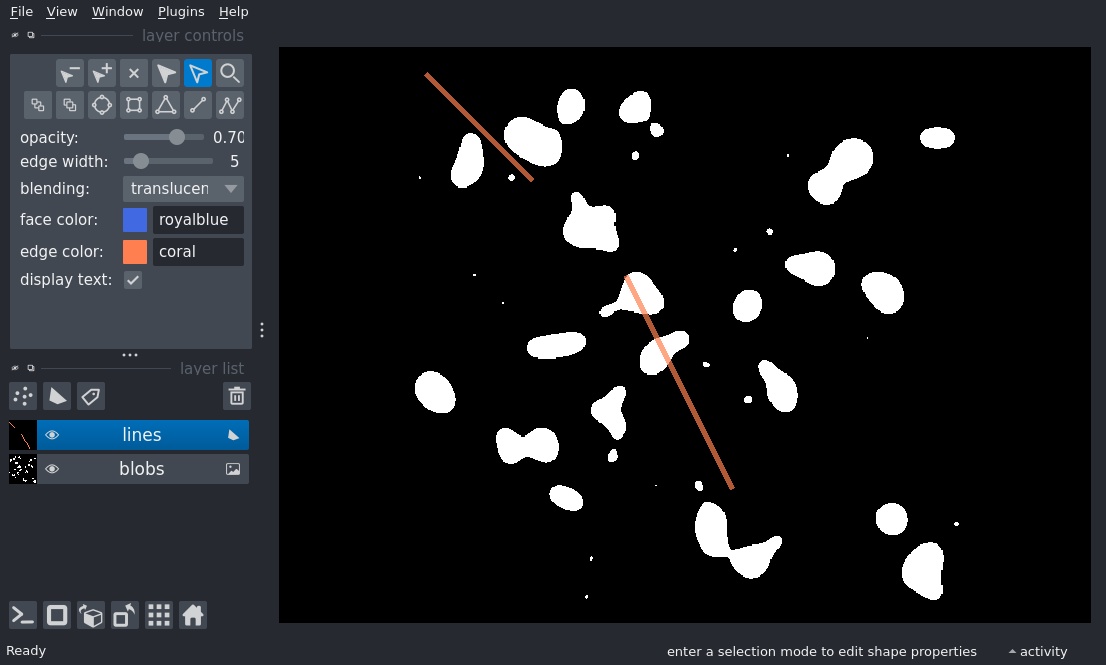 File View Window Plugins Help
layer controls
opacity: 0.70
edge width: 5
blending: translucen
face color: royalblue
edge color: coral
display text:
layer list
lines
blobs
Ready
enter a selection mode to edit shape properties
activity